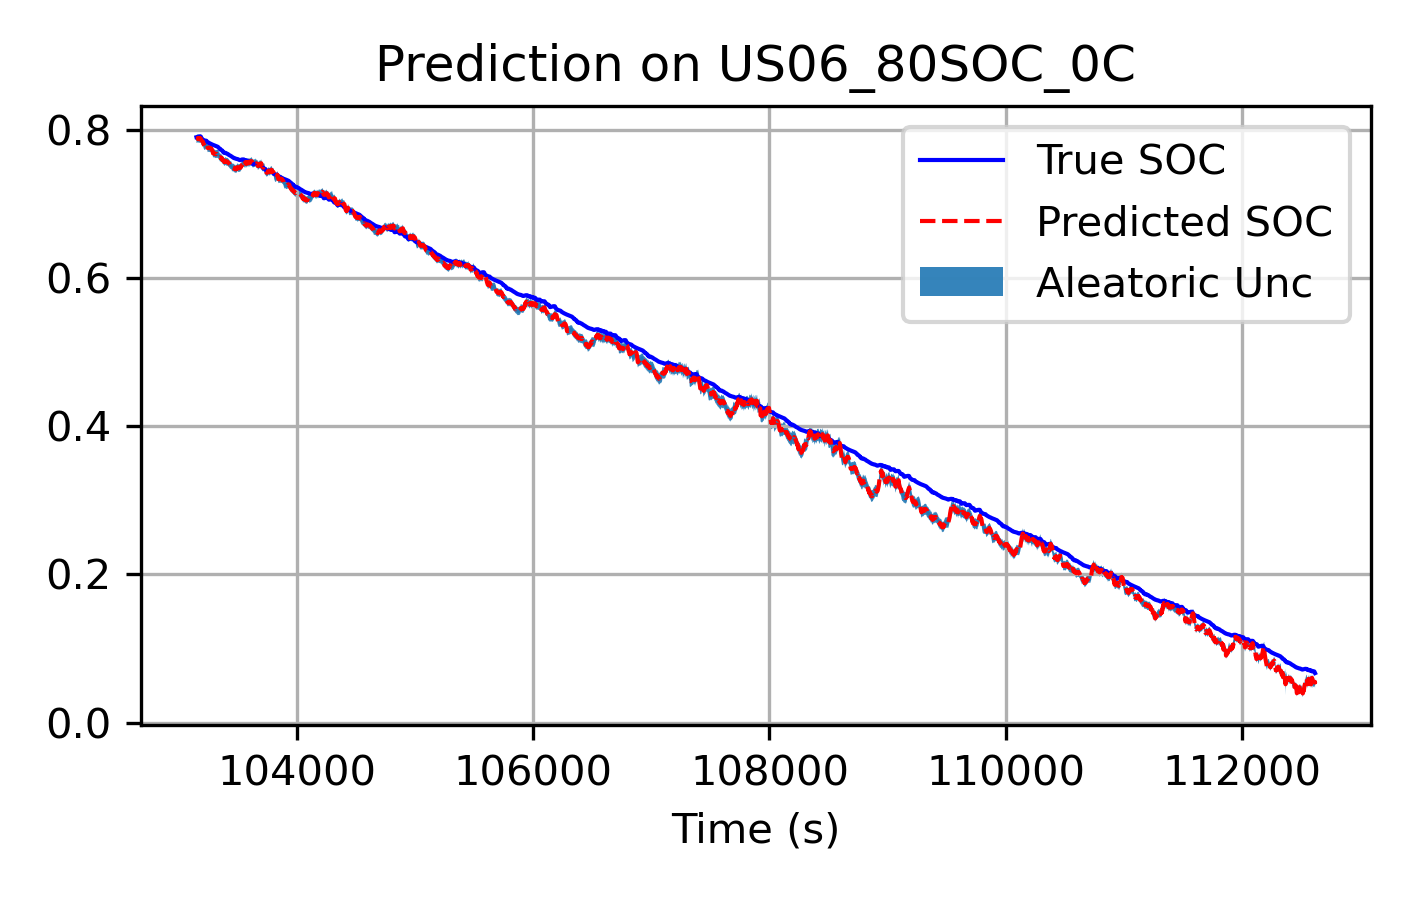 Prediction on US06_80SOC_0C
0.8
0.6
0.4
0.2
0.0
True SOC
Predicted SOC
Aleatoric Unc
104000 106000 108000 110000 112000
Time (s)